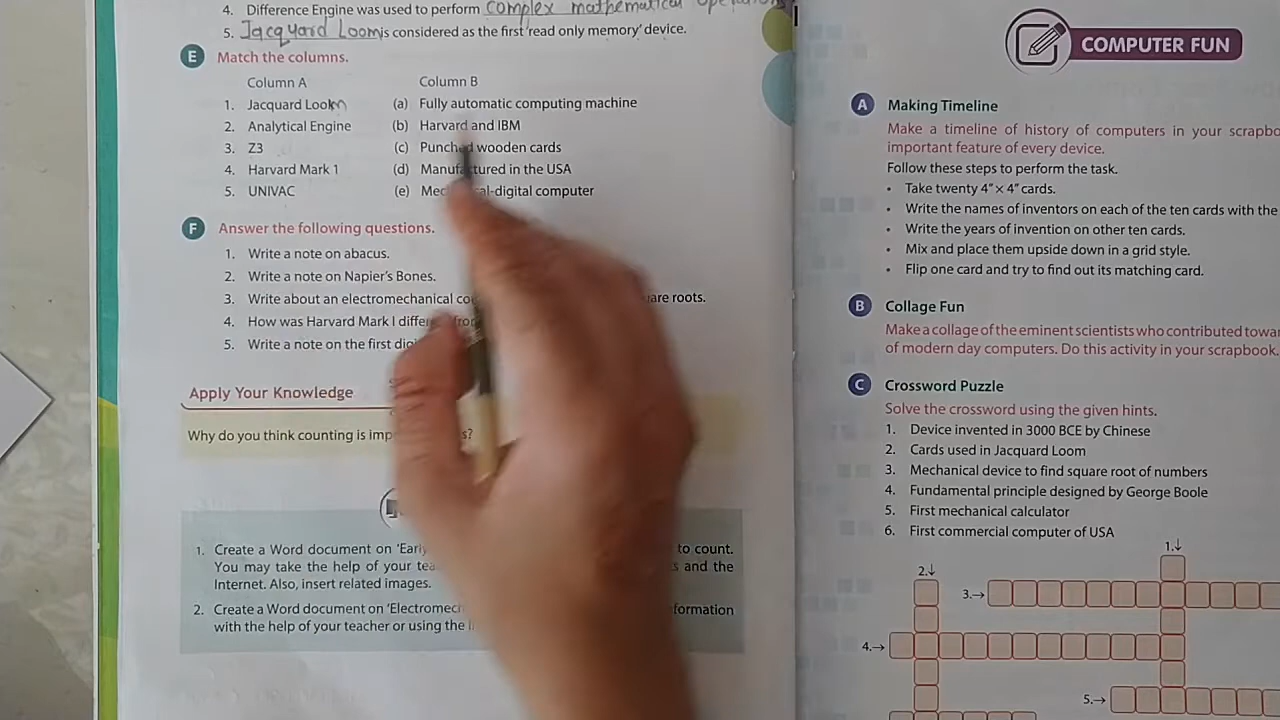 4. Difference Engine was used to perform complex mathematical
5. Jacquard Loom is considered as the first 'read only memory' device.
E Match the columns.
Column A Column B
1. Jacquard Loom (a) Fully automatic computing machine
2. Analytical Engine (b) Harvard and IBM
3. Z3 (c) Punched wooden cards
4. Harvard Mark 1 (d) Manufactured in the USA
5. UNIVAC (e) -digital computer
F Answer the following questions.
1. Write a note on abacus.
2. Write a note on Napier's Bones.
3. Write about an electromechanical roots.
4. How was Harvard Mark I
5. Write a note on the first
Apply Your Knowledge
Why do you think counting is
1. Create a Word document on to count.
You may take the help of your and the
Internet. Also, insert related images.
2. Create a Word document on
with the help of your teacher or using the
COMPUTER FUN
A Making Timeline
Make a timeline of history of computers in your
important feature of every device.
Follow these steps to perform the task.
• Take twenty 4" × 4" cards.
• Write the names of inventors on each of the ten cards with the
• Write the years of invention on other ten cards.
• Mix and place them upside down in a grid style.
• Flip one card and try to find out its matching card.
B Collage Fun
Make a collage of the eminent scientists who contributed
of modern day computers. Do this activity in your scrapbook.
C Crossword Puzzle
Solve the crossword using the given hints.
1. Device invented in 3000 BCE by Chinese
2. Cards used in Jacquard Loom
3. Mechanical device to find square root of numbers
4. Fundamental principle designed by George Boole
5. First mechanical calculator
6. First commercial computer of USA
1.↓
2.↓
3.→
4.→
5.→